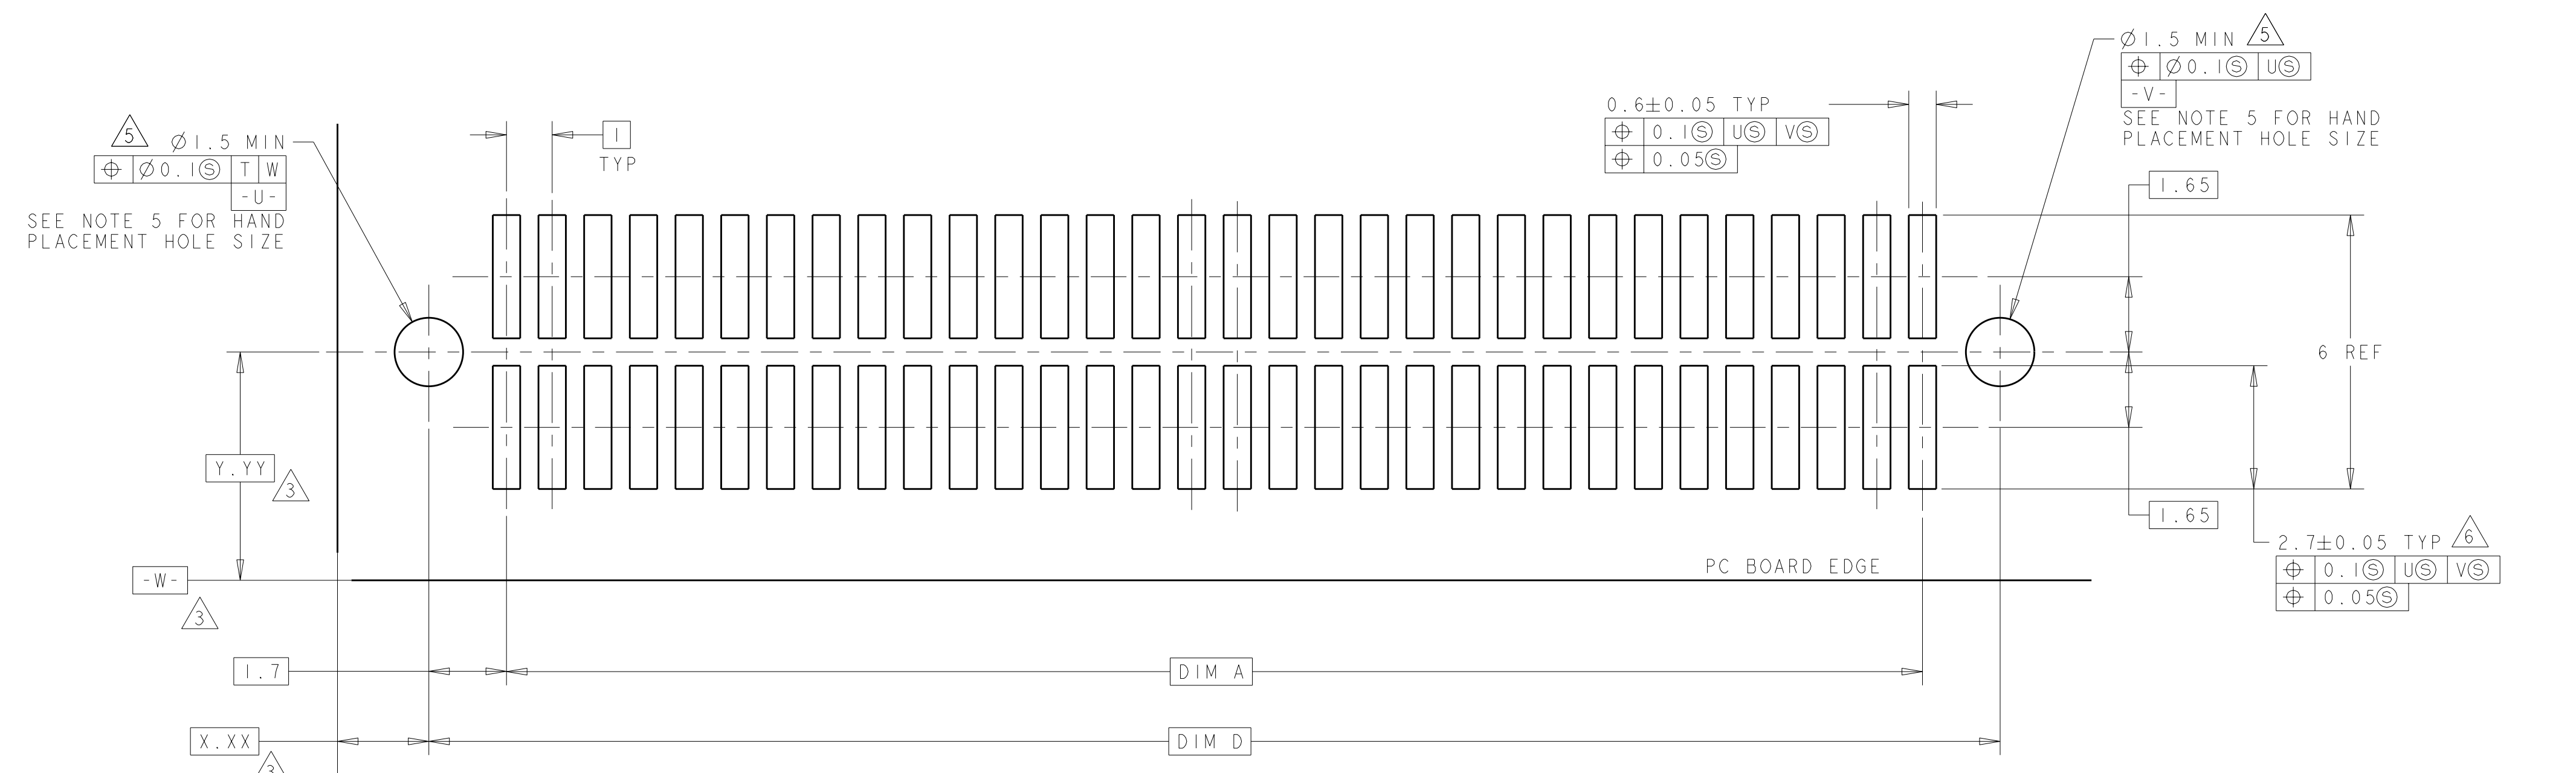 5
Ø1.5 MIN
⌖ Ø0.1Ⓢ T W
-U-
SEE NOTE 5 FOR HAND
PLACEMENT HOLE SIZE
1
TYP
0.6±0.05 TYP
⌖ 0.1Ⓢ UⓈ VⓈ
⌖ 0.05Ⓢ
Ø1.5 MIN 5
⌖ Ø0.1Ⓢ UⓈ
-V-
SEE NOTE 5 FOR HAND
PLACEMENT HOLE SIZE
1.65
6 REF
1.65
2.7±0.05 TYP 6
⌖ 0.1Ⓢ UⓈ VⓈ
⌖ 0.05Ⓢ
Y.YY
3
-W-
3
PC BOARD EDGE
1.7
DIM A
X.XX
3
DIM D